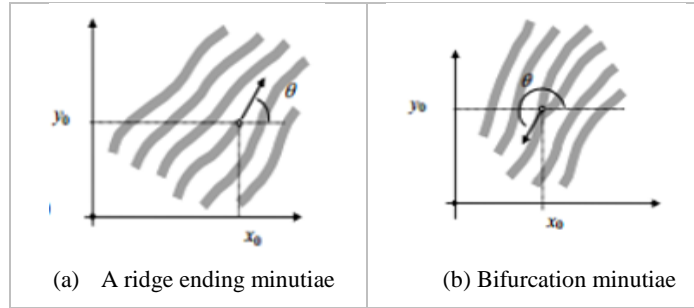 θ
y₀
x₀
(a) A ridge ending minutiae
θ
y₀
x₀
(b) Bifurcation minutiae